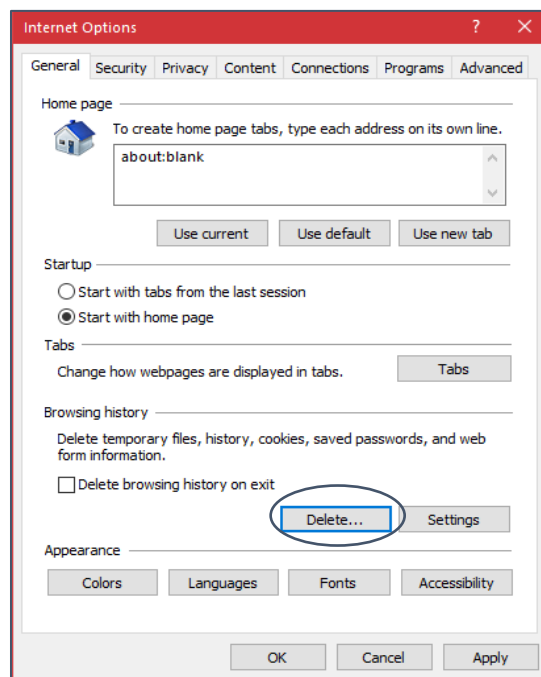 Internet Options ?
General Security Privacy Content Connections Programs Advanced
Home page
To create home page tabs, type each address on its own line.
about:blank
Use current Use default Use new tab
Startup
Start with tabs from the last session
Start with home page
Tabs
Change how webpages are displayed in tabs. Tabs
Browsing history
Delete temporary files, history, cookies, saved passwords, and web
form information.
Delete browsing history on exit
Delete... Settings
Appearance
Colors Languages Fonts Accessibility
OK Cancel Apply